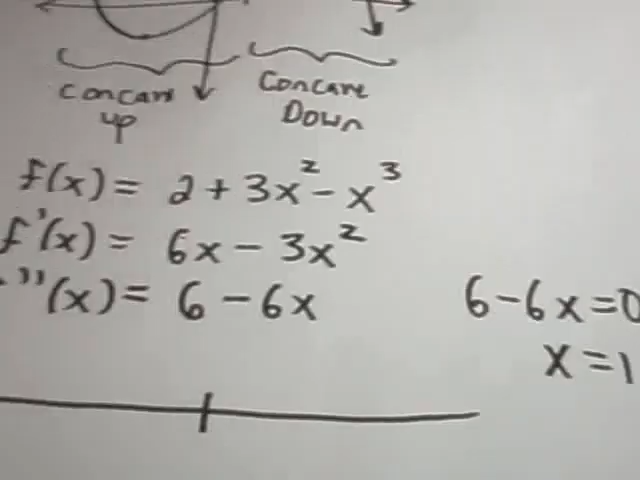 concave up
Concave Down
f(x) = 2 + 3x² - x³
f'(x) = 6x - 3x²
''(x) = 6 - 6x
6 - 6x = 0
x = 1